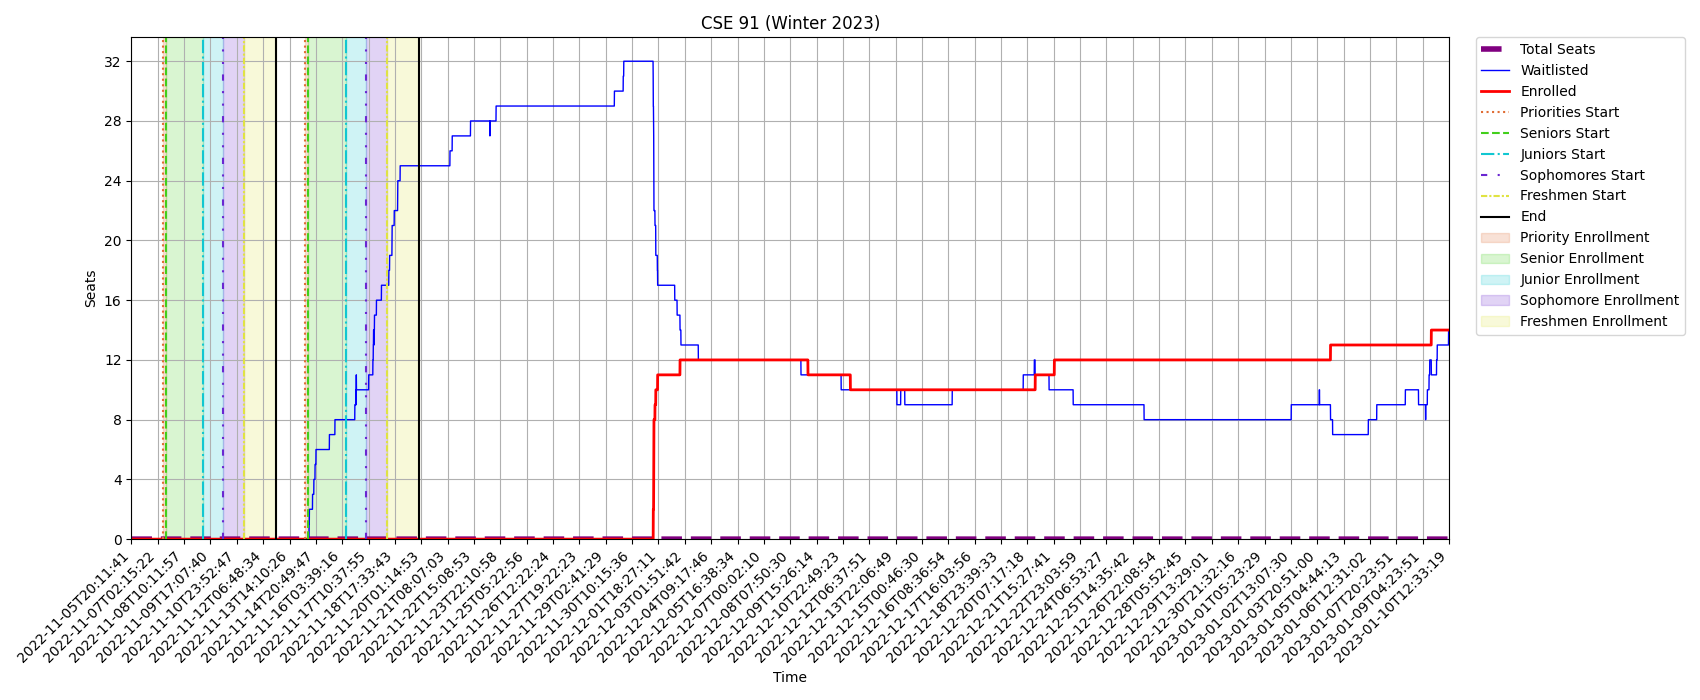 CSE 91 (Winter 2023)
Total Seats
Waitlisted
Enrolled
Priorities Start
Seniors Start
Juniors Start
Sophomores Start
Freshmen Start
End
Priority Enrollment
Senior Enrollment
Junior Enrollment
Sophomore Enrollment
Freshmen Enrollment
Seats
32
28
24
20
16
12
8
4
0
2022-11-05T20:11:41
2022-11-07T02:15:22
2022-11-08T10:11:57
2022-11-09T17:07:40
2022-11-10T23:52:47
2022-11-12T06:48:34
2022-11-13T14:10:26
2022-11-14T20:49:47
2022-11-16T03:39:16
2022-11-17T10:37:55
2022-11-18T17:33:43
2022-11-20T01:14:53
2022-11-21T08:07:03
2022-11-22T15:08:53
2022-11-23T22:10:58
2022-11-25T05:22:56
2022-11-26T12:22:24
2022-11-27T19:22:23
2022-11-29T02:41:29
2022-11-30T10:15:36
2022-12-01T18:27:11
2022-12-03T01:51:42
2022-12-04T09:17:46
2022-12-05T16:38:34
2022-12-07T00:02:10
2022-12-08T07:50:30
2022-12-09T15:26:14
2022-12-10T22:49:23
2022-12-12T06:37:51
2022-12-13T22:06:49
2022-12-15T00:46:30
2022-12-16T08:36:54
2022-12-17T16:03:56
2022-12-18T23:39:33
2022-12-20T07:17:18
2022-12-21T15:27:41
2022-12-22T23:03:59
2022-12-24T06:53:27
2022-12-25T14:35:42
2022-12-26T22:08:54
2022-12-28T05:52:45
2022-12-29T13:29:01
2022-12-30T21:32:16
2023-01-01T05:23:29
2023-01-02T13:07:30
2023-01-03T20:51:00
2023-01-05T04:44:13
2023-01-06T12:31:02
2023-01-07T20:23:51
2023-01-09T04:23:51
2023-01-10T12:33:19
Time